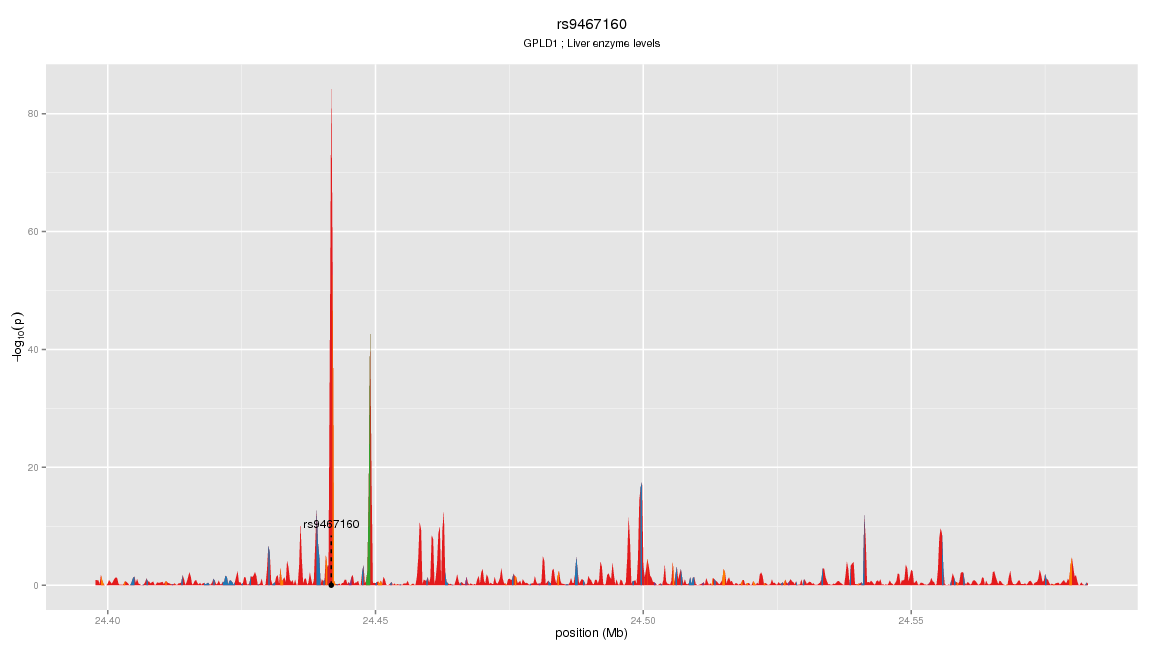 rs9467160
GPLD1 ; Liver enzyme levels
80
60
40
20
0
−log10(p)
rs9467160
24.40
24.45
24.50
24.55
position (Mb)